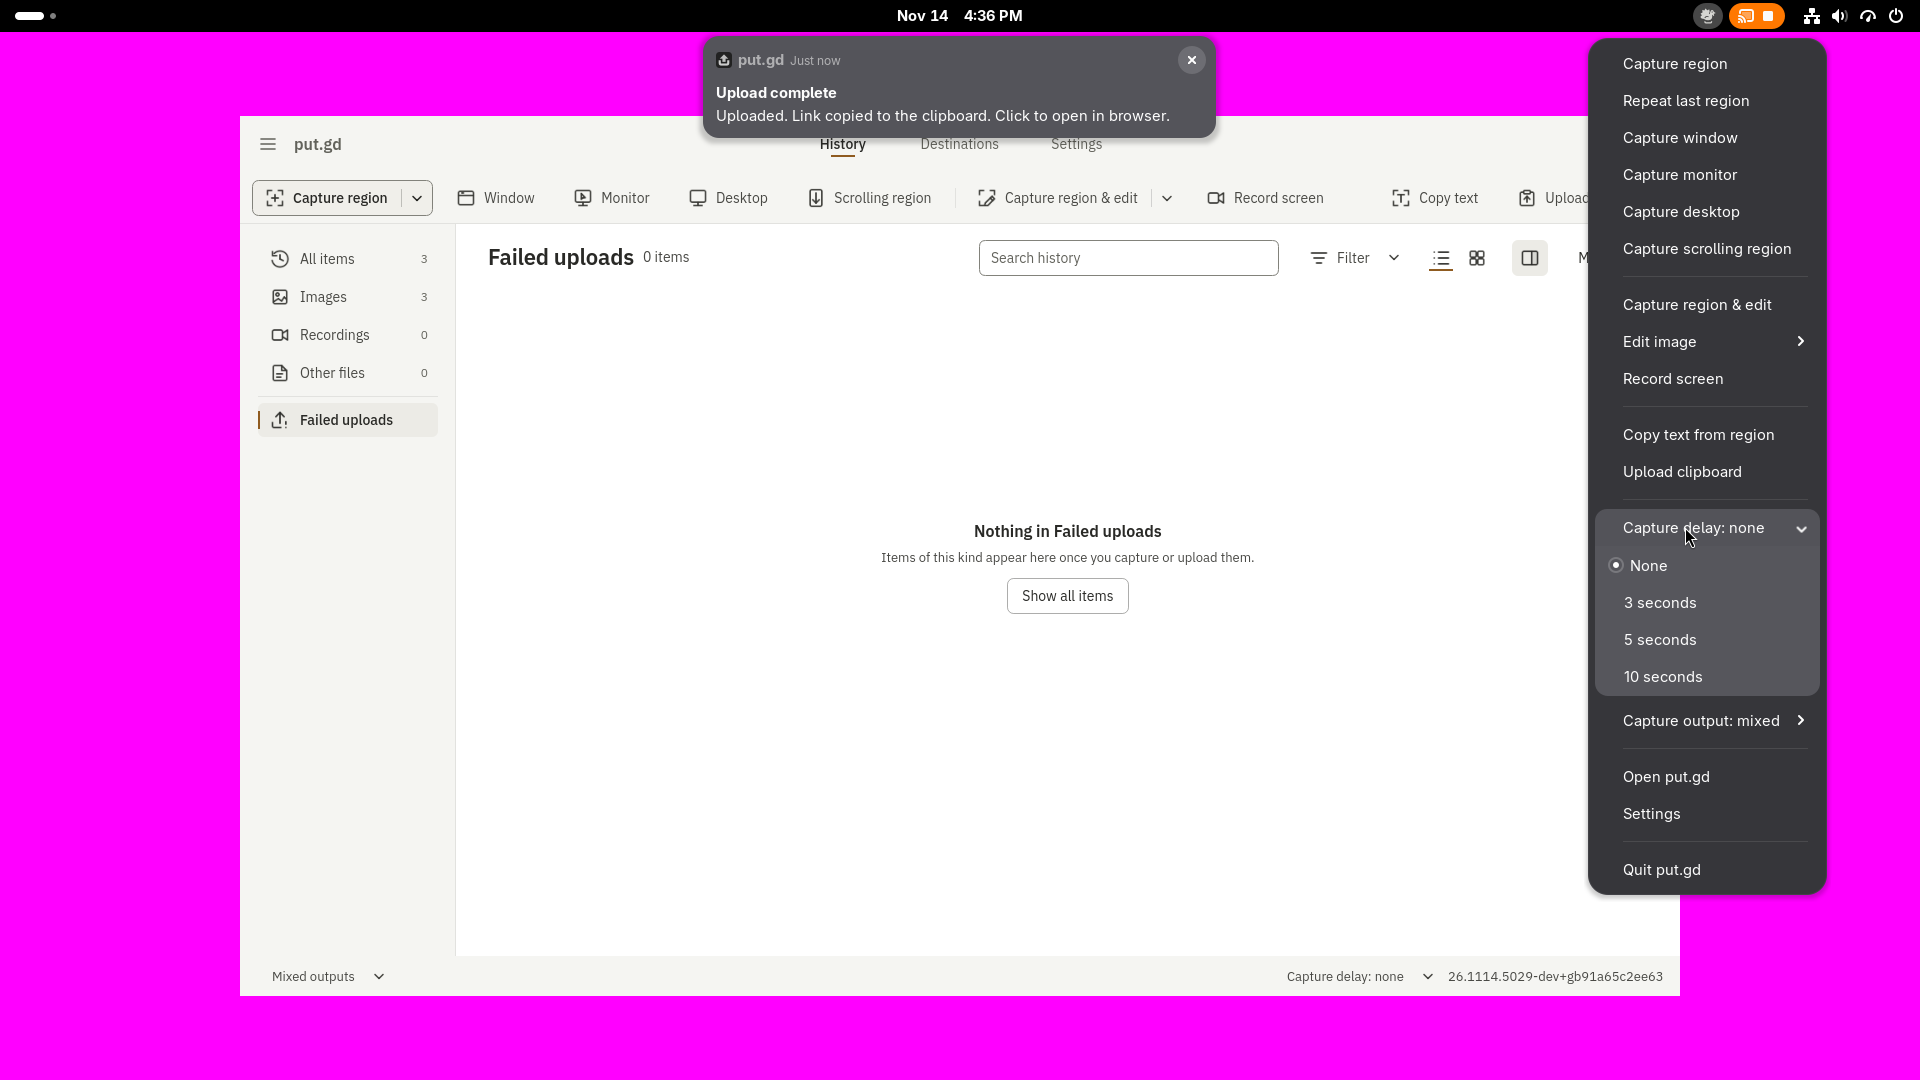 Nov 14 4:36 PM
put.gd Just now
Upload complete
Uploaded. Link copied to the clipboard. Click to open in browser.
put.gd
History
Destinations
Settings
Capture region
Window
Monitor
Desktop
Scrolling region
Capture region & edit
Record screen
Copy text
Upload
All items 3
Images 3
Recordings 0
Other files 0
Failed uploads
Failed uploads 0 items
Search history
Filter
Nothing in Failed uploads
Items of this kind appear here once you capture or upload them.
Show all items
Mixed outputs
Capture delay: none
26.1114.5029-dev+gb91a65c2ee63
Capture region
Repeat last region
Capture window
Capture monitor
Capture desktop
Capture scrolling region
Capture region & edit
Edit image
Record screen
Copy text from region
Upload clipboard
Capture delay: none
None
3 seconds
5 seconds
10 seconds
Capture output: mixed
Open put.gd
Settings
Quit put.gd